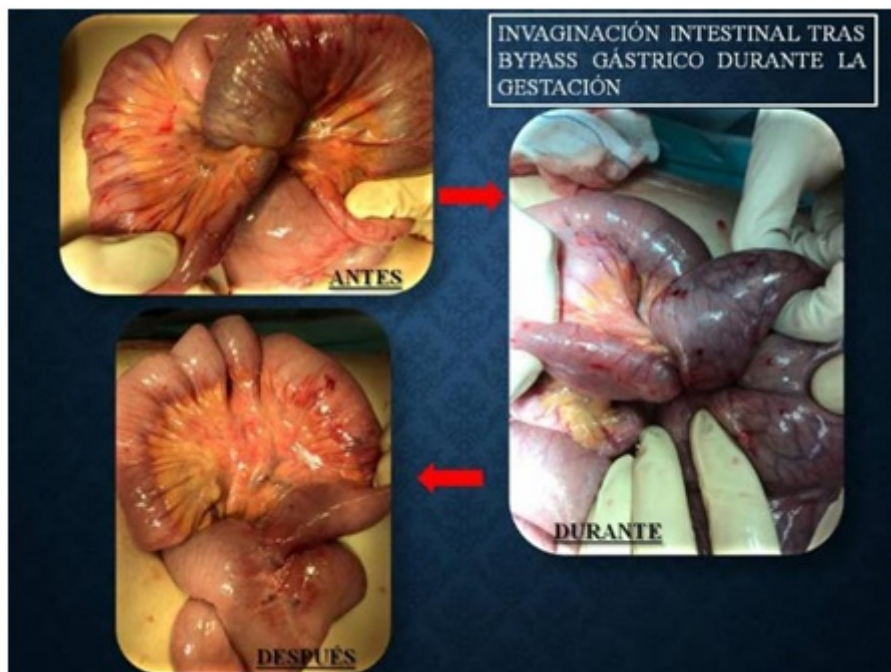 INVAGINACIÓN INTESTINAL TRAS
BYPASS GÁSTRICO DURANTE LA
GESTACIÓN
ANTES
DURANTE
DESPUÉS